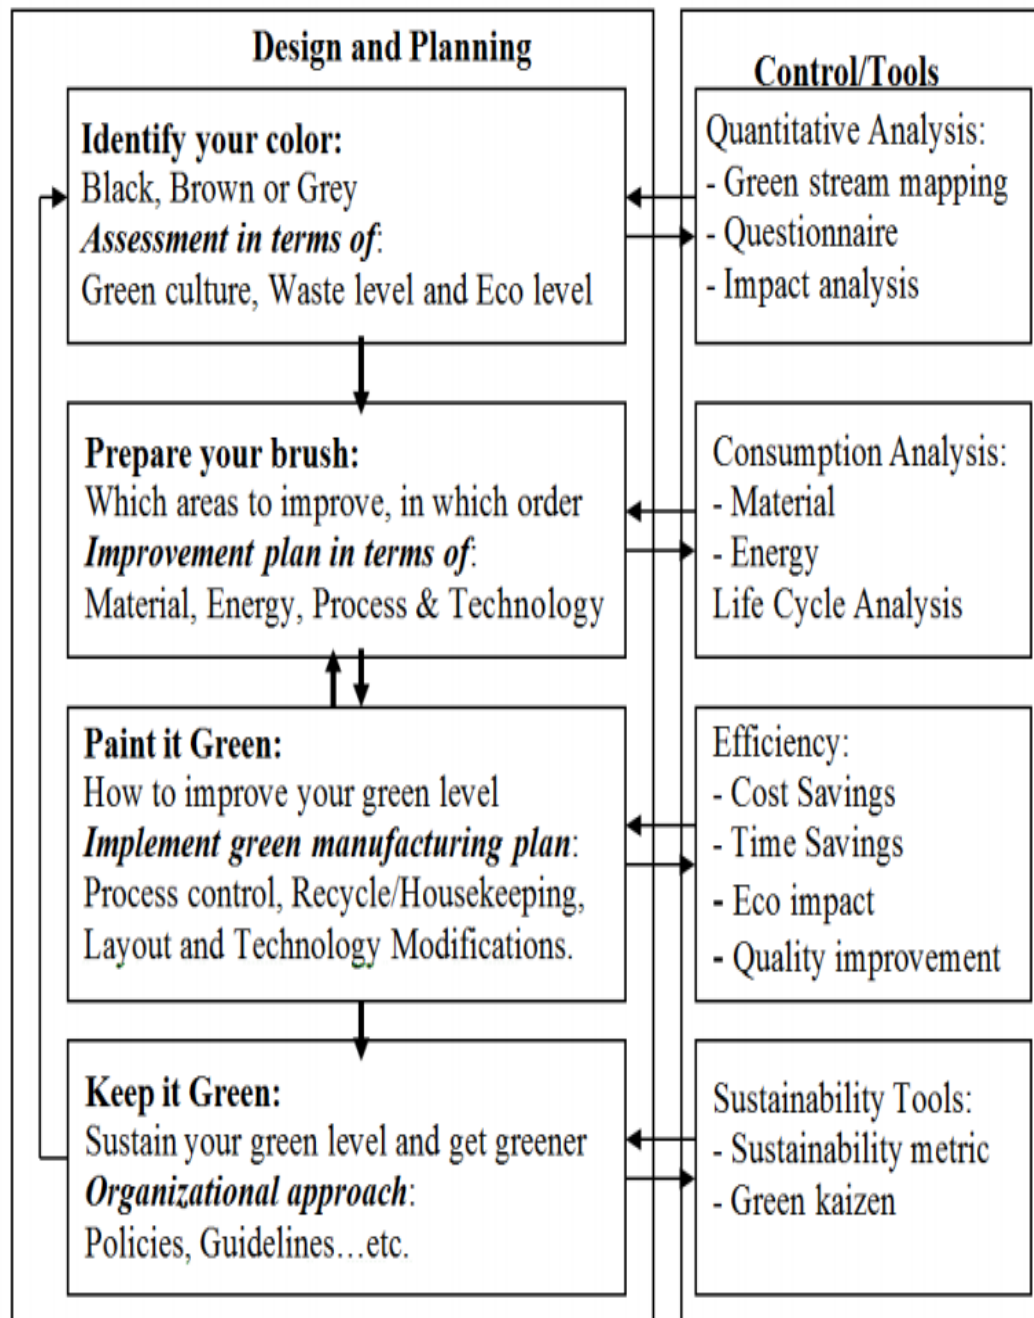 Design and Planning
Identify your color:
Black, Brown or Grey
Assessment in terms of:
Green culture, Waste level and Eco level
Prepare your brush:
Which areas to improve, in which order
Improvement plan in terms of:
Material, Energy, Process & Technology
Paint it Green:
How to improve your green level
Implement green manufacturing plan:
Process control, Recycle/Housekeeping,
Layout and Technology Modifications.
Keep it Green:
Sustain your green level and get greener
Organizational approach:
Policies, Guidelines…etc.
Control/Tools
Quantitative Analysis:
- Green stream mapping
- Questionnaire
- Impact analysis
Consumption Analysis:
- Material
- Energy
Life Cycle Analysis
Efficiency:
- Cost Savings
- Time Savings
- Eco impact
- Quality improvement
Sustainability Tools:
- Sustainability metric
- Green kaizen